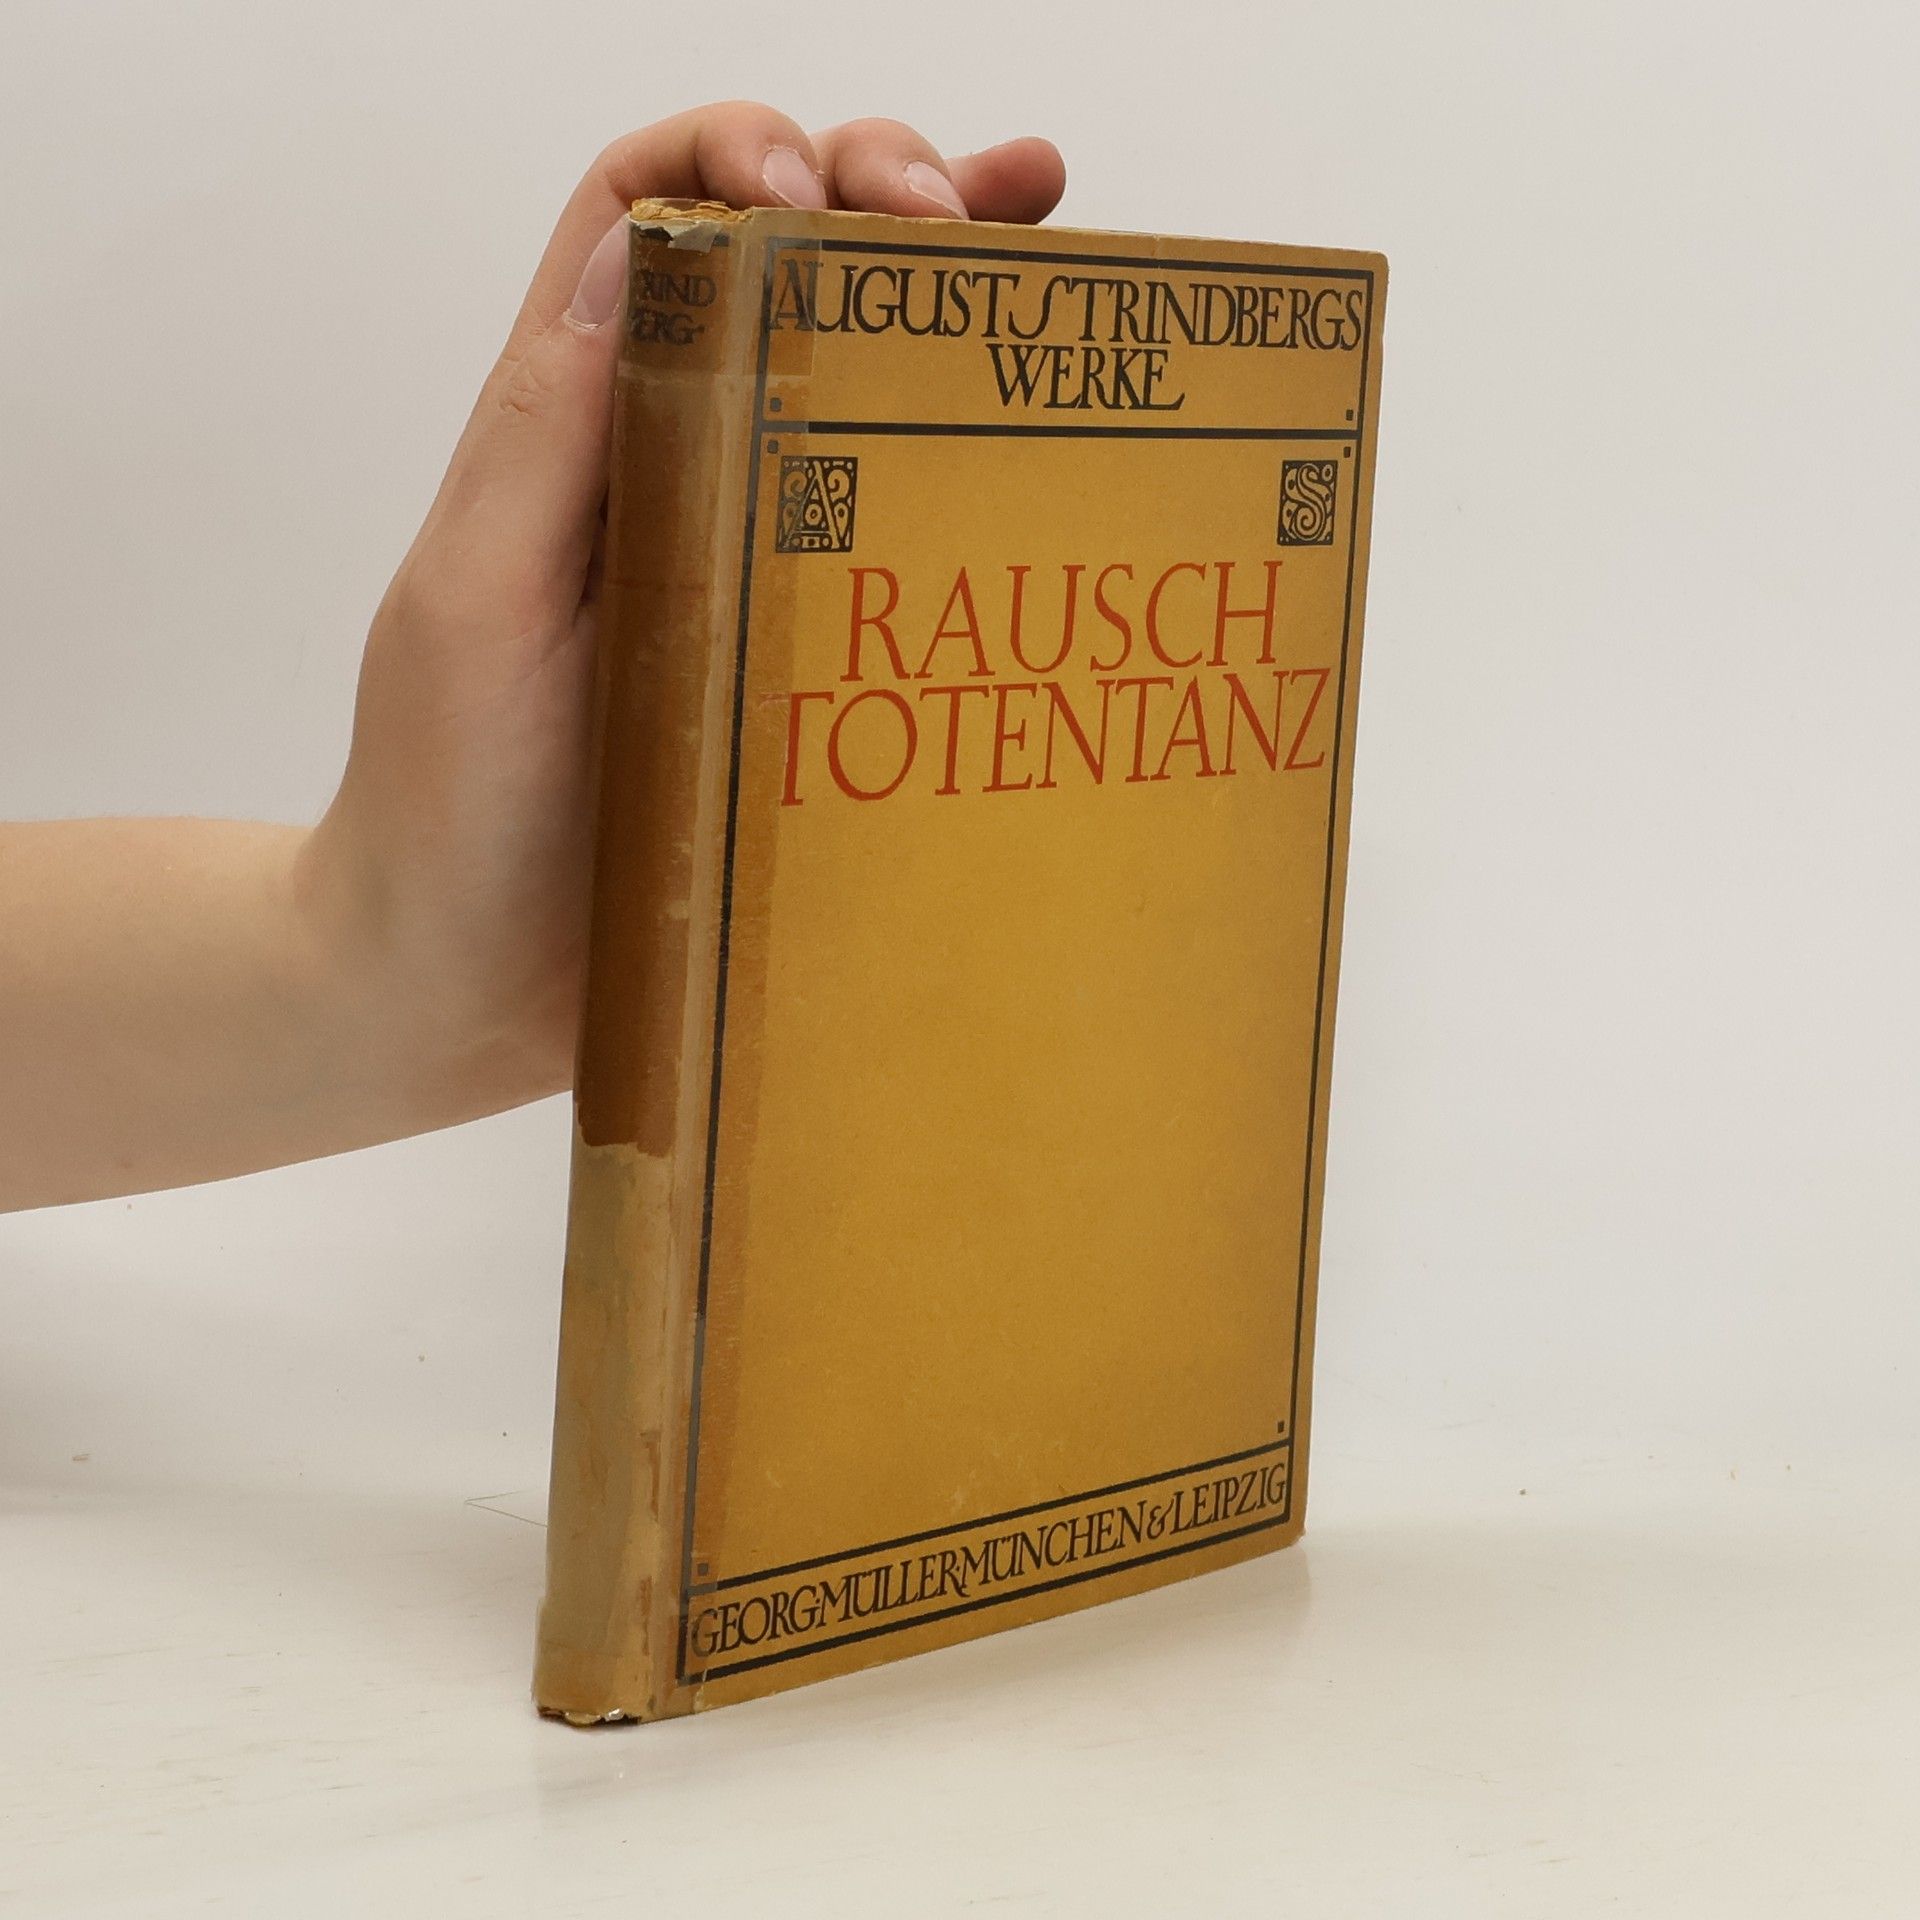 AUGUST STRINDBERGS
WERKE
A S
RAUSCH
TOTENTANZ
GEORG·MÜLLER·MÜNCHEN & LEIPZIG